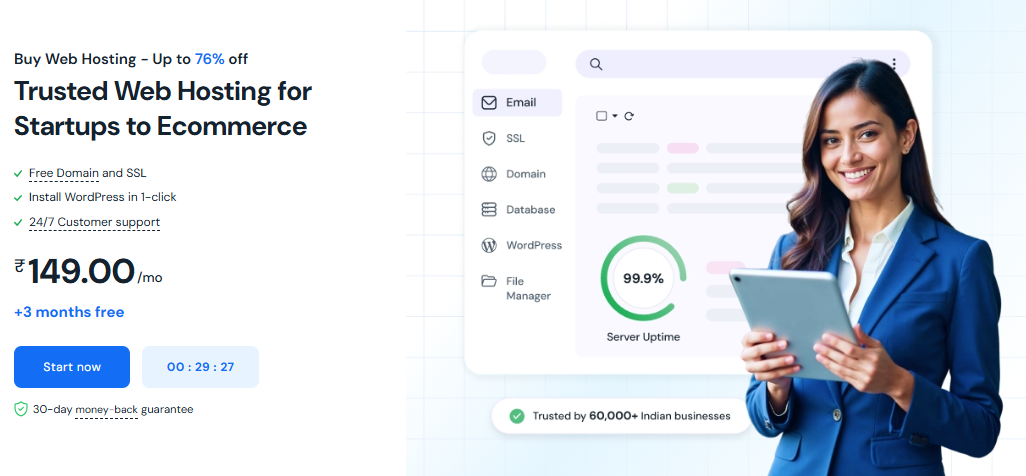 Buy Web Hosting - Up to 76% off
Trusted Web Hosting for
Startups to Ecommerce
Free Domain and SSL
Install WordPress in 1-click
24/7 Customer support
₹149.00/mo
+3 months free
Start now
00 : 29 : 27
30-day money-back guarantee
Email
SSL
Domain
Database
WordPress
File
Manager
99.9%
Server Uptime
Trusted by 60,000+ Indian businesses